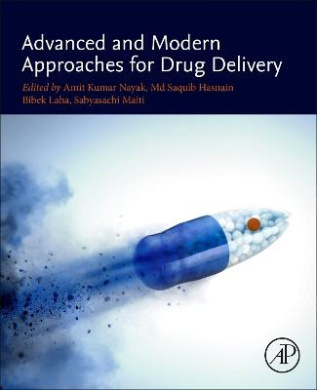 Advanced and Modern
Approaches for Drug Delivery
Edited by Amit Kumar Nayak, Md Saquib Hasnain
Bibek Laha, Sabyasachi Maiti
AP